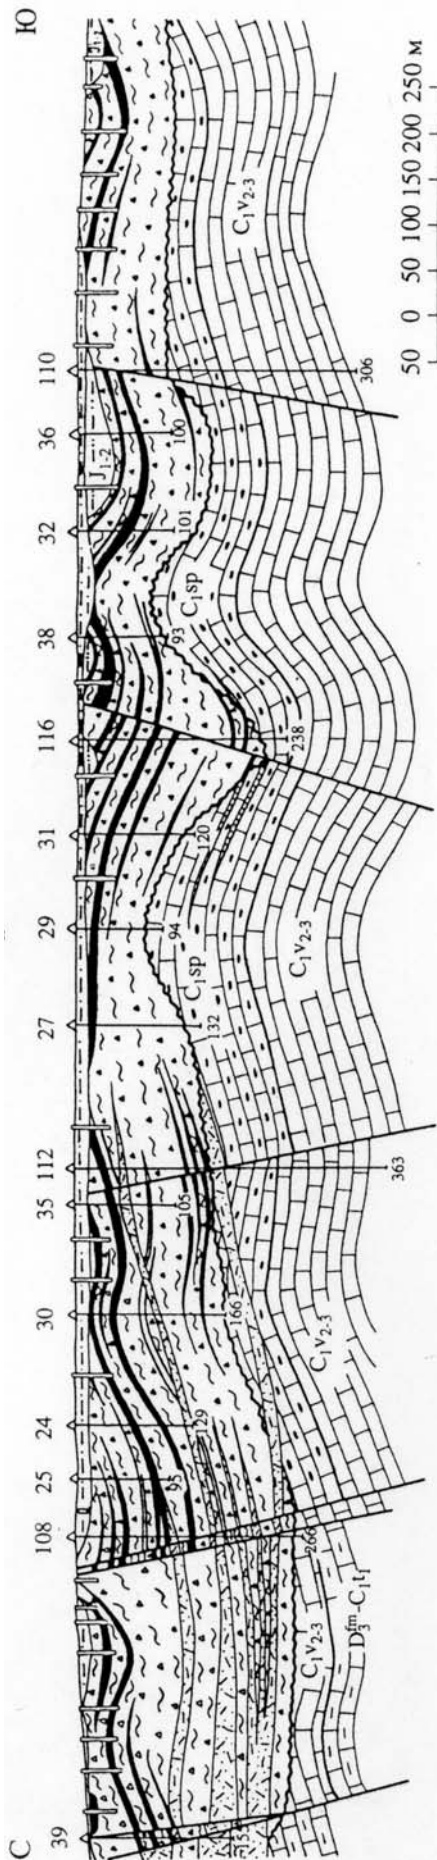 С Ю
39 108 25 24 30 35 112 27 29 31 116 38 32 36 110
J₁₋₂
J₁₋₂
95 129 166 105 132 94 120 93 101 100
266 363 238 306
C₁sp
C₁sp
C₁v₂₋₃
C₁v₂₋₃
C₁v₂₋₃
C₁v₂₋₃
D₃fm-C₁t₁
50 0 50 100 150 200 250 м